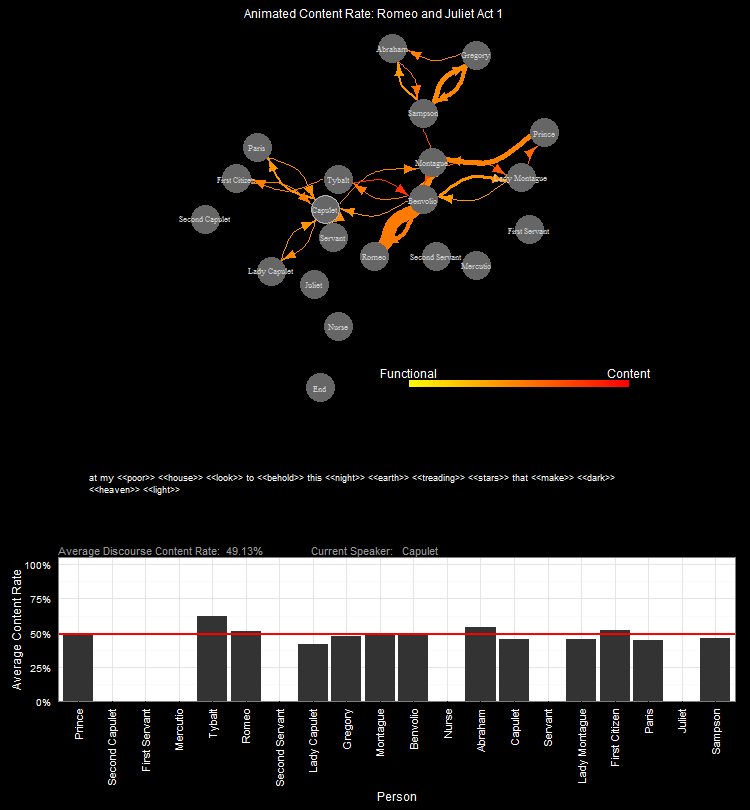 Animated Content Rate: Romeo and Juliet Act 1
Abraham
Gregory
Sampson
Prince
Paris
Montague
First Citizen
Tybalt
Lady Montague
Benvolio
Capulet
Second Capulet
First Servant
Servant
Romeo
Second Servant
Mercutio
Lady Capulet
Juliet
Nurse
Functional
Content
End
at my <<poor>> <<house>> <<look>> to <<behold>> this <<night>> <<earth>> <<treading>> <<stars>> that <<make>> <<dark>>
<<heaven>> <<light>>
Average Discourse Content Rate: 49.13%
Current Speaker: Capulet
100%
75%
50%
25%
0%
Average Content Rate
Prince
Second Capulet
First Servant
Mercutio
Tybalt
Romeo
Second Servant
Lady Capulet
Gregory
Montague
Benvolio
Nurse
Abraham
Capulet
Servant
Lady Montague
First Citizen
Paris
Juliet
Sampson
Person